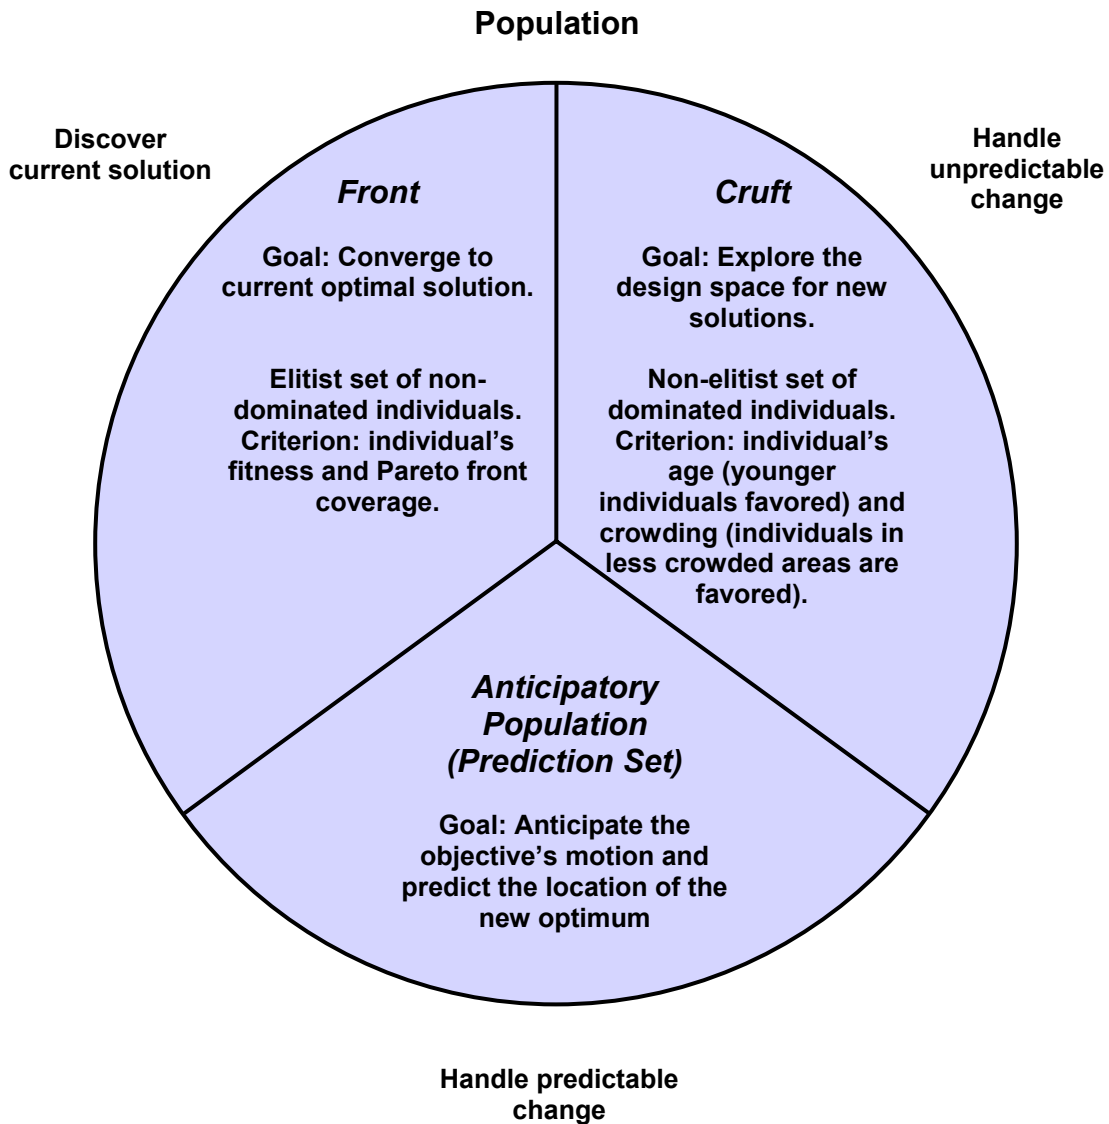 Population
Discover
current solution
Handle
unpredictable
change
Front
Goal: Converge to
current optimal solution.
Elitist set of non-
dominated individuals.
Criterion: individual’s
fitness and Pareto front
coverage.
Cruft
Goal: Explore the
design space for new
solutions.
Non-elitist set of
dominated individuals.
Criterion: individual’s
age (younger
individuals favored) and
crowding (individuals in
less crowded areas are
favored).
Anticipatory
Population
(Prediction Set)
Goal: Anticipate the
objective’s motion and
predict the location of the
new optimum
Handle predictable
change